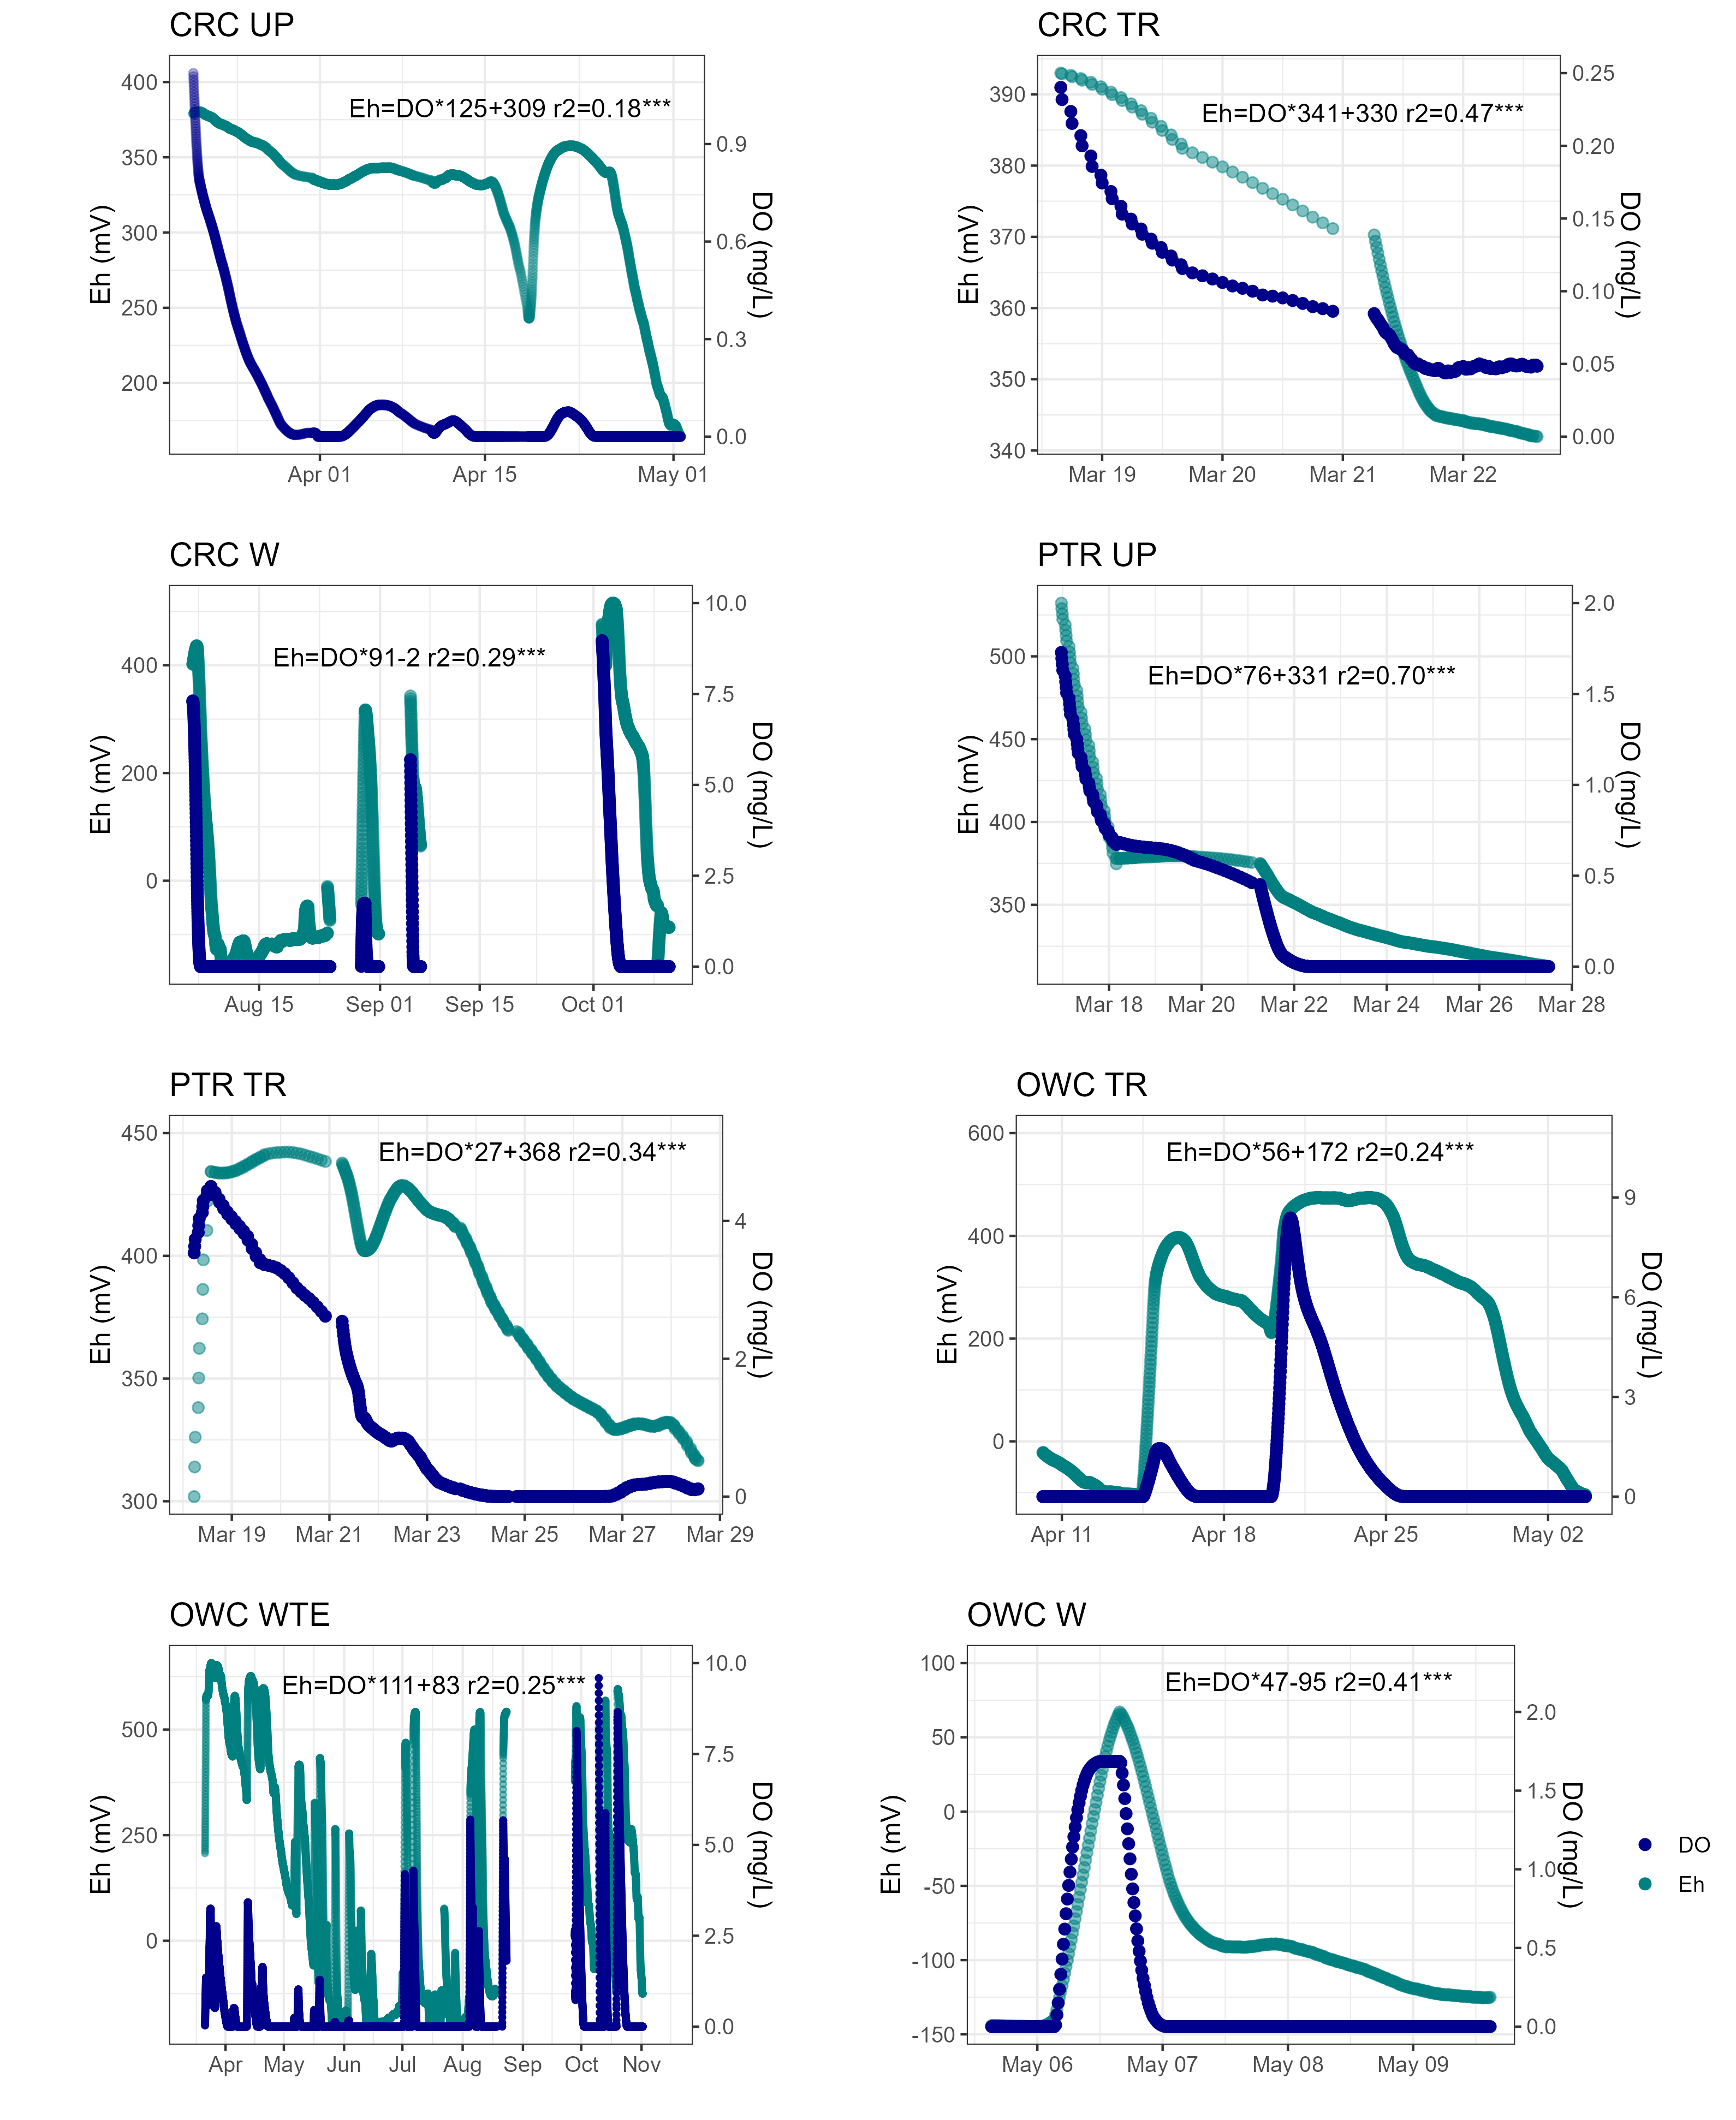 CRC UP
Eh=DO*125+309 r2=0.18***
400
350
300
250
200
Eh (mV)
0.9
0.6
0.3
0.0
DO (mg/L)
Apr 01 Apr 15 May 01
CRC TR
Eh=DO*341+330 r2=0.47***
390
380
370
360
350
340
Eh (mV)
0.25
0.20
0.15
0.10
0.05
0.00
DO (mg/L)
Mar 19 Mar 20 Mar 21 Mar 22
CRC W
Eh=DO*91-2 r2=0.29***
400
200
0
Eh (mV)
10.0
7.5
5.0
2.5
0.0
DO (mg/L)
Aug 15 Sep 01 Sep 15 Oct 01
PTR UP
Eh=DO*76+331 r2=0.70***
500
450
400
350
Eh (mV)
2.0
1.5
1.0
0.5
0.0
DO (mg/L)
Mar 18 Mar 20 Mar 22 Mar 24 Mar 26 Mar 28
PTR TR
Eh=DO*27+368 r2=0.34***
450
400
350
300
Eh (mV)
4
2
0
DO (mg/L)
Mar 19 Mar 21 Mar 23 Mar 25 Mar 27 Mar 29
OWC TR
Eh=DO*56+172 r2=0.24***
600
400
200
0
Eh (mV)
9
6
3
0
DO (mg/L)
Apr 11 Apr 18 Apr 25 May 02
OWC WTE
Eh=DO*111+83 r2=0.25***
500
250
0
Eh (mV)
10.0
7.5
5.0
2.5
0.0
DO (mg/L)
Apr May Jun Jul Aug Sep Oct Nov
OWC W
Eh=DO*47-95 r2=0.41***
100
50
0
-50
-100
-150
Eh (mV)
2.0
1.5
1.0
0.5
0.0
DO (mg/L)
May 06 May 07 May 08 May 09
DO
Eh